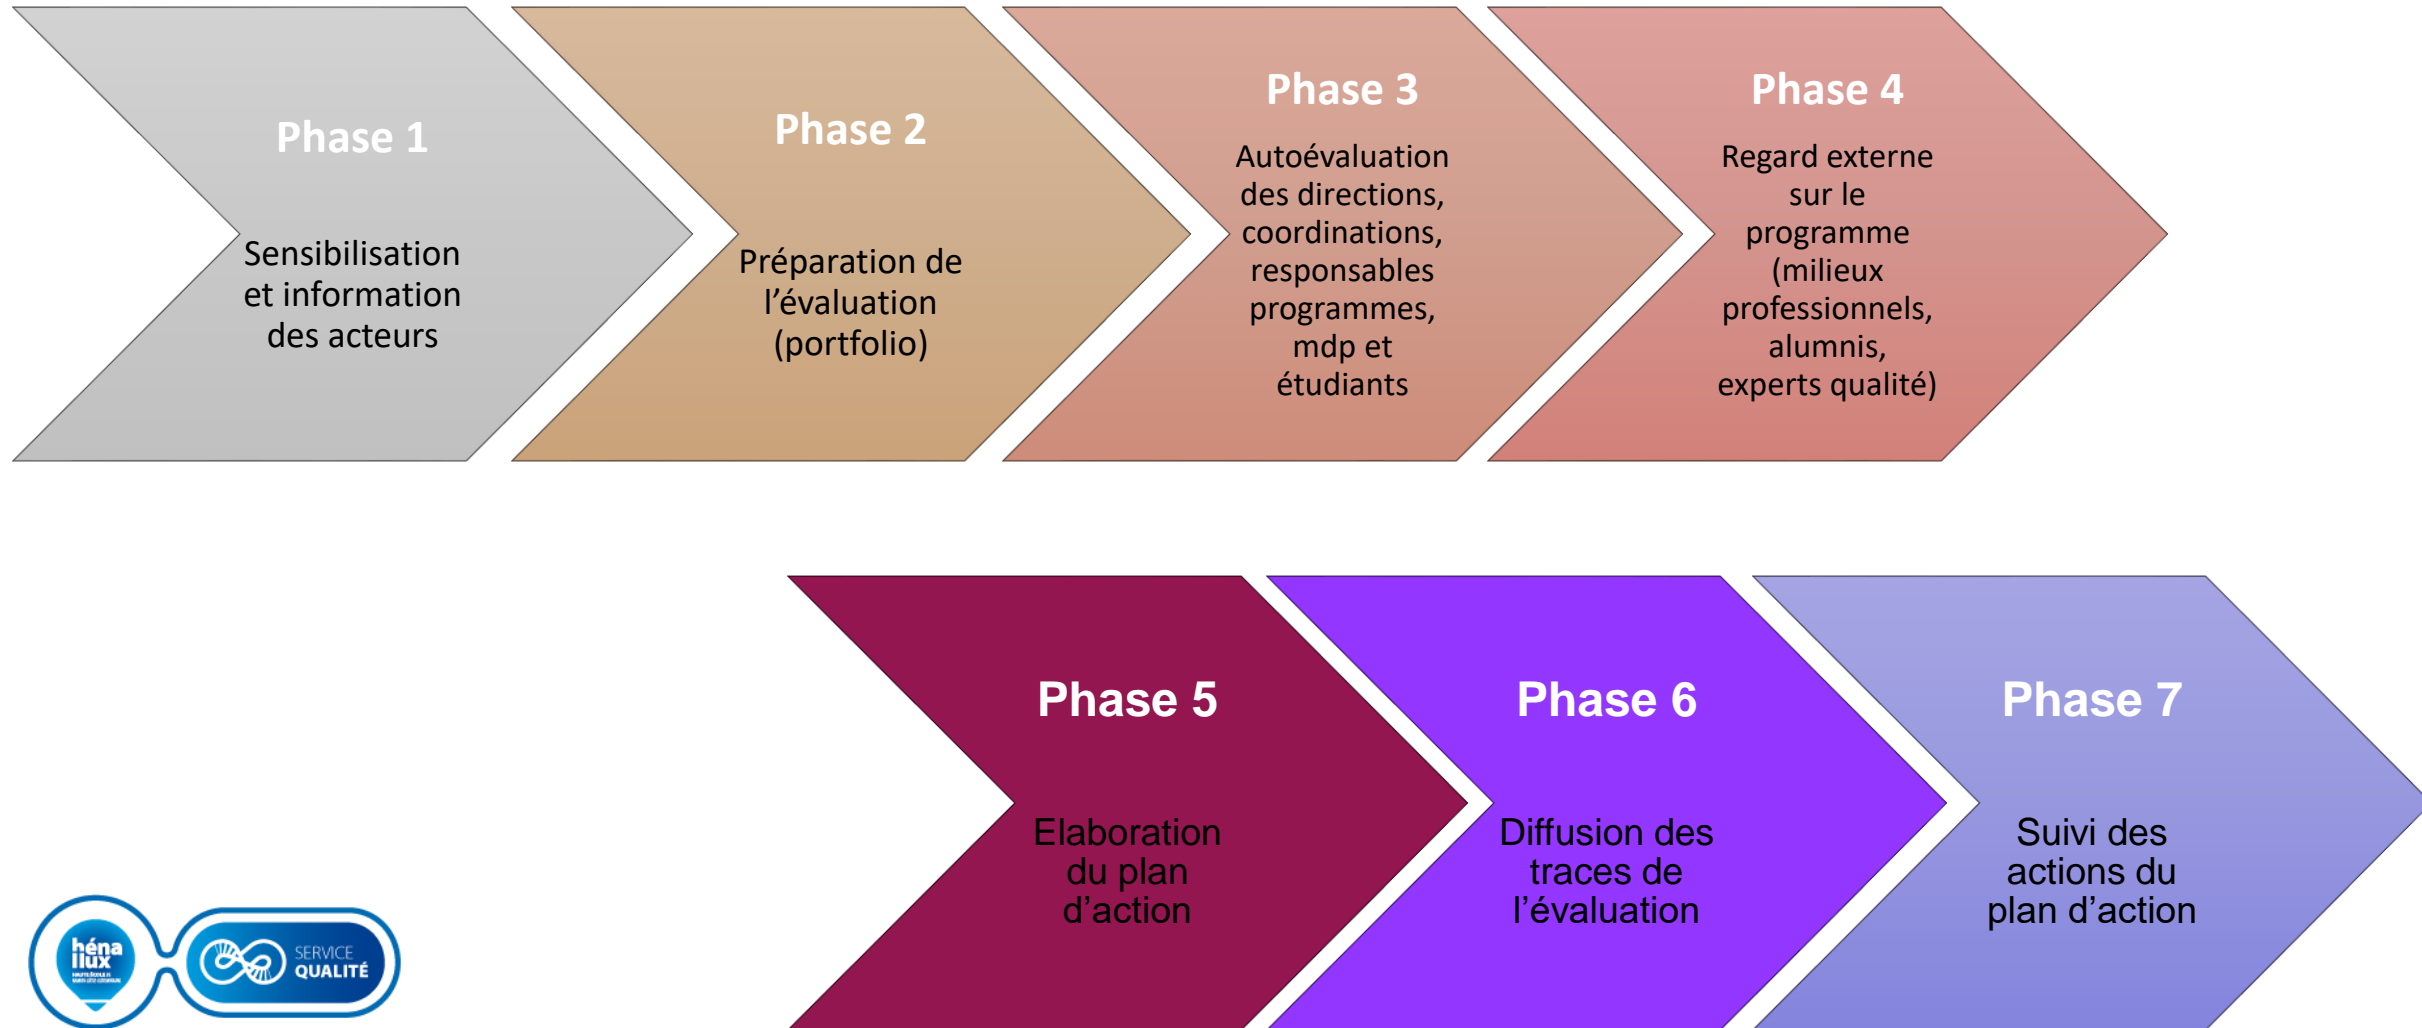 Phase 1
Sensibilisation
et information
des acteurs
Phase 2
Préparation de
l’évaluation
(portfolio)
Phase 3
Autoévaluation
des directions,
coordinations,
responsables
programmes,
mdp et
étudiants
Phase 4
Regard externe
sur le
programme
(milieux
professionnels,
alumnis,
experts qualité)
Phase 5
Elaboration
du plan
d’action
Phase 6
Diffusion des
traces de
l’évaluation
Phase 7
Suivi des
actions du
plan d’action
héna
llux
SERVICE
QUALITÉ